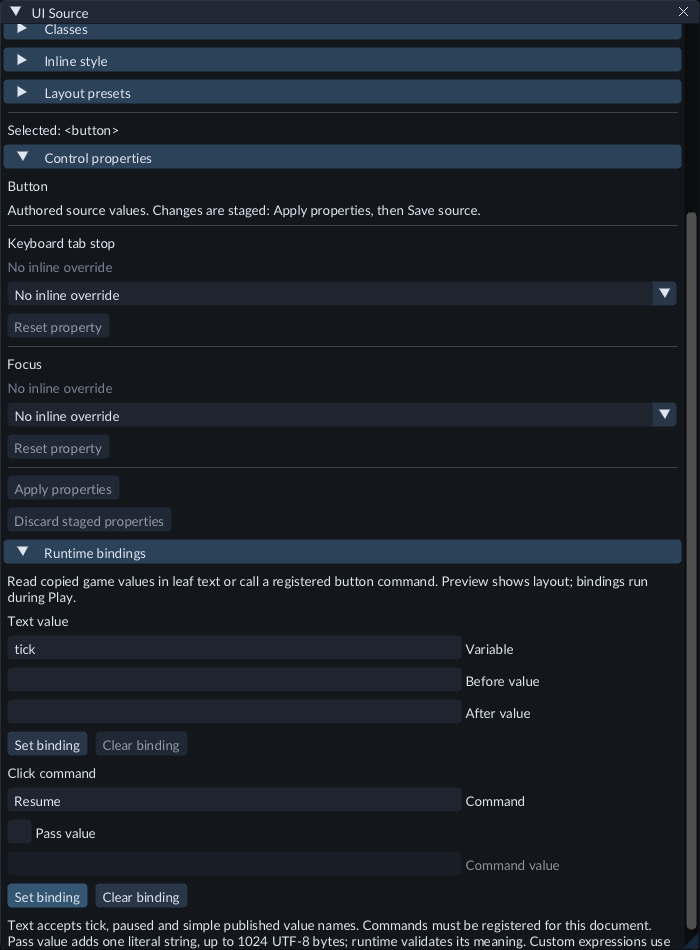 UI Source
Classes
Inline style
Layout presets
Selected: <button>
Control properties
Button
Authored source values. Changes are staged: Apply properties, then Save source.
Keyboard tab stop
No inline override
No inline override
Reset property
Focus
No inline override
No inline override
Reset property
Apply properties
Discard staged properties
Runtime bindings
Read copied game values in leaf text or call a registered button command. Preview shows layout; bindings run
during Play.
Text value
tick Variable
Before value
After value
Set binding Clear binding
Click command
Resume Command
Pass value
Command value
Set binding Clear binding
Text accepts tick, paused and simple published value names. Commands must be registered for this document.
Pass value adds one literal string, up to 1024 UTF-8 bytes; runtime validates its meaning. Custom expressions use